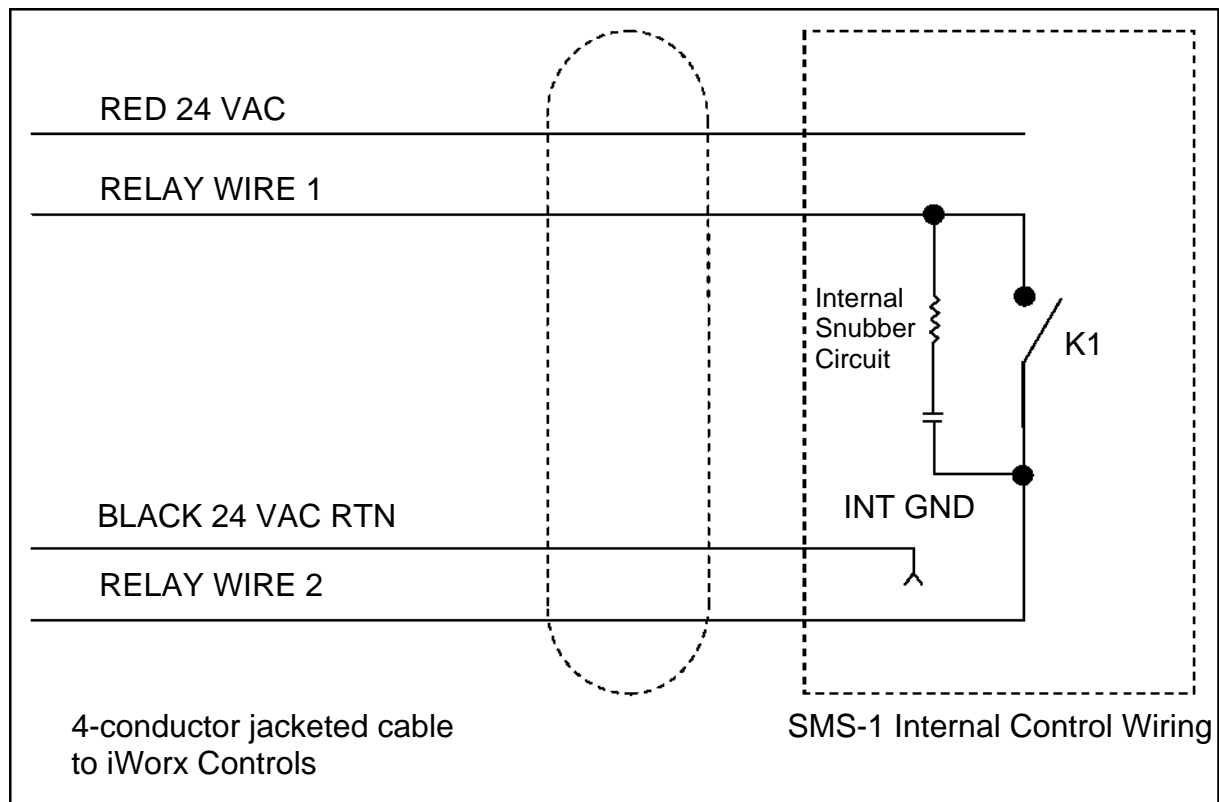 RED 24 VAC
RELAY WIRE 1
Internal
Snubber
Circuit
K1
INT GND
BLACK 24 VAC RTN
RELAY WIRE 2
4-conductor jacketed cable
to iWorx Controls
SMS-1 Internal Control Wiring